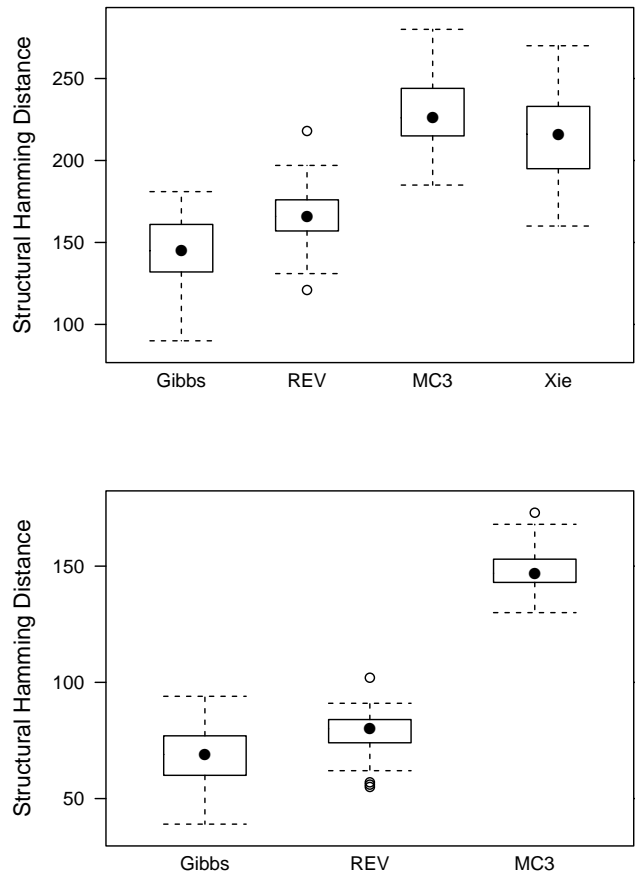 Structural Hamming Distance
250
200
150
100
Gibbs REV MC3 Xie
Structural Hamming Distance
150
100
50
Gibbs REV MC3